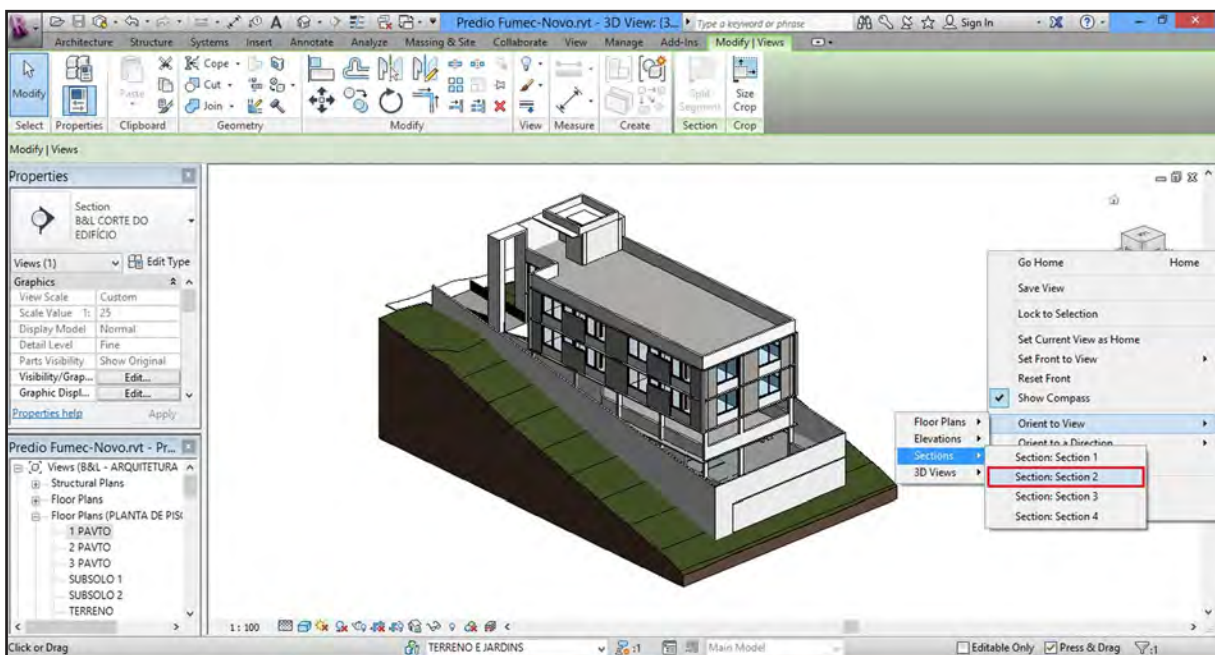 Predio Fumec-Novo.rvt - 3D View: {3...
Type a keyword or phrase
Sign In
Architecture Structure Systems Insert Annotate Analyze Massing & Site Collaborate View Manage Add-Ins Modify | Views
Modify
Paste
Cope
Cut
Join
Split Segment
Size Crop
Select Properties Clipboard Geometry Modify View Measure Create Section Crop
Modify | Views
Properties
Section
B&L CORTE DO EDIFÍCIO
Views (1) Edit Type
Graphics
View Scale Custom
Scale Value 1: 25
Display Model Normal
Detail Level Fine
Parts Visibility Show Original
Visibility/Grap... Edit...
Graphic Displ... Edit...
Properties help Apply
Predio Fumec-Novo.rvt - Pr...
Views (B&L - ARQUITETURA
Structural Plans
Floor Plans
Floor Plans (PLANTA DE PIS
1 PAVTO
2 PAVTO
3 PAVTO
SUBSOLO 1
SUBSOLO 2
TERRENO
Go Home Home
Save View
Lock to Selection
Set Current View as Home
Set Front to View
Reset Front
Show Compass
Orient to View
Orient to a Direction
Floor Plans
Elevations
Sections
3D Views
Section: Section 1
Section: Section 2
Section: Section 3
Section: Section 4
1 : 100
Click or Drag
TERRENO E JARDINS
:1
Main Model
Editable Only
Press & Drag
:1